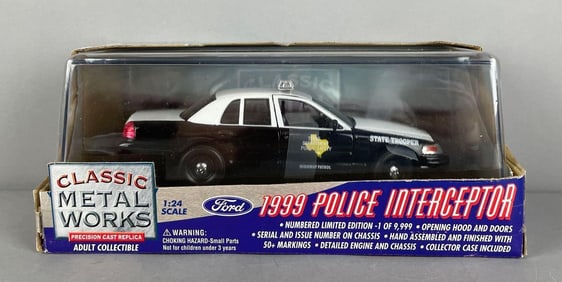 STATE TROOPER
HIGHWAY PATROL
CLASSIC
METAL
WORKS
PRECISION CAST REPLICA
ADULT COLLECTIBLE
1:24
SCALE
Ford
1999 POLICE INTERCEPTOR
WARNING:
CHOKING HAZARD-Small Parts
Not for children under 3 years
• NUMBERED LIMITED EDITION -1 OF 9,999 • OPENING HOOD AND DOORS
• SERIAL AND ISSUE NUMBER ON CHASSIS • HAND ASSEMBLED AND FINISHED WITH
50+ MARKINGS • DETAILED ENGINE AND CHASSIS • COLLECTOR CASE INCLUDED